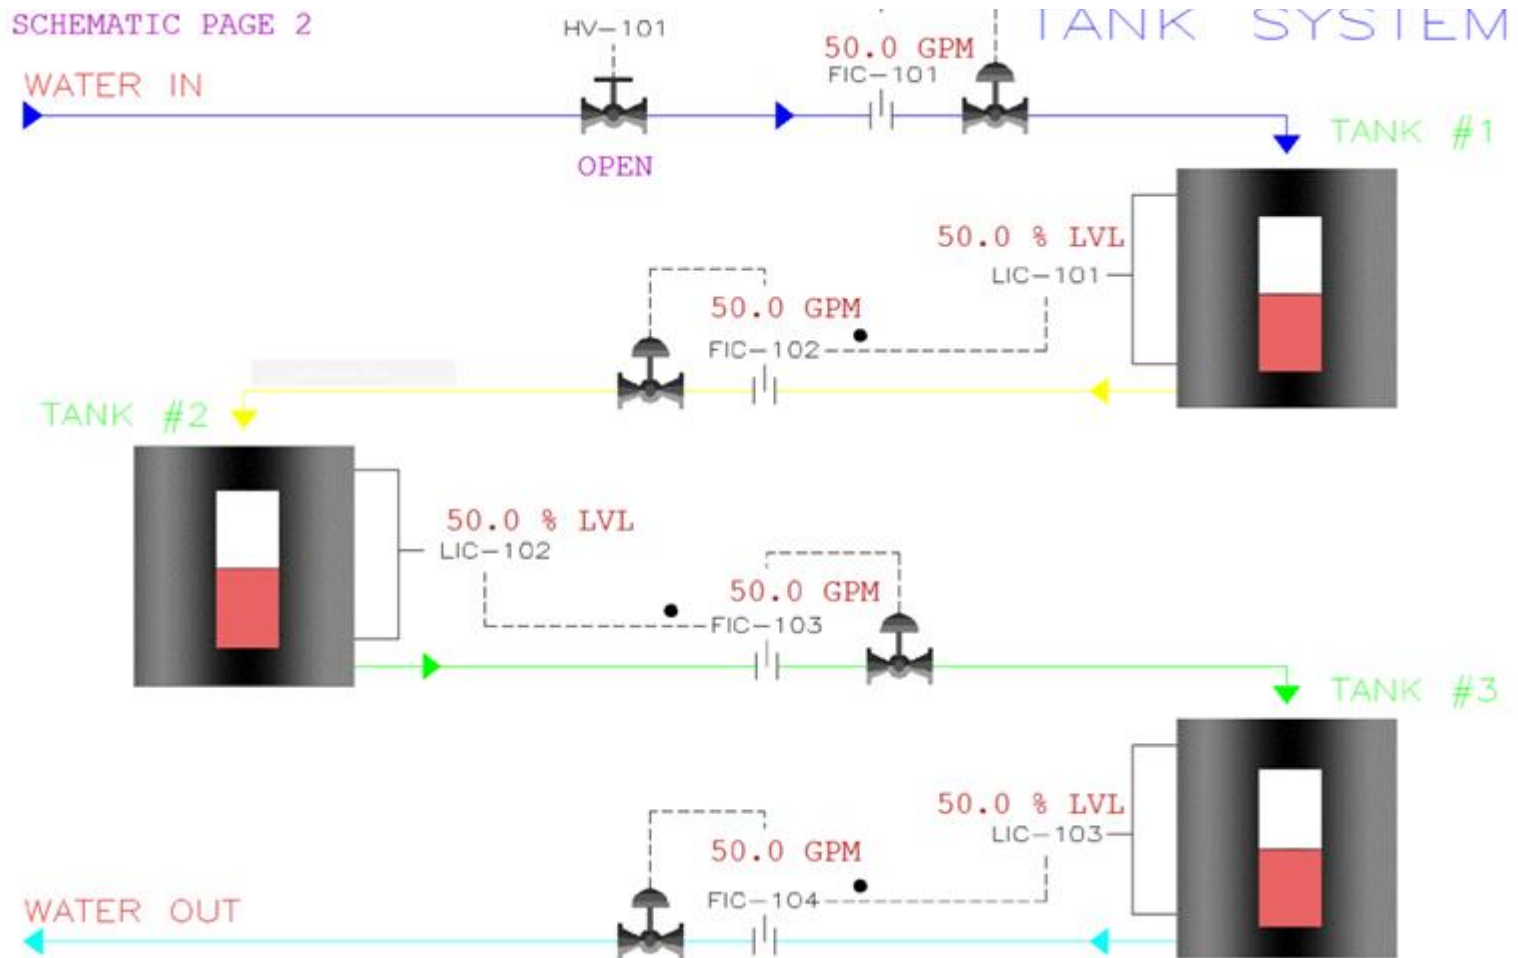 SCHEMATIC PAGE 2
HV-101
TANK SYSTEM
50.0 GPM
FIC-101
WATER IN
OPEN
TANK #1
50.0 % LVL
LIC-101
50.0 GPM
FIC-102
TANK #2
50.0 % LVL
LIC-102
50.0 GPM
FIC-103
TANK #3
50.0 % LVL
LIC-103
50.0 GPM
FIC-104
WATER OUT